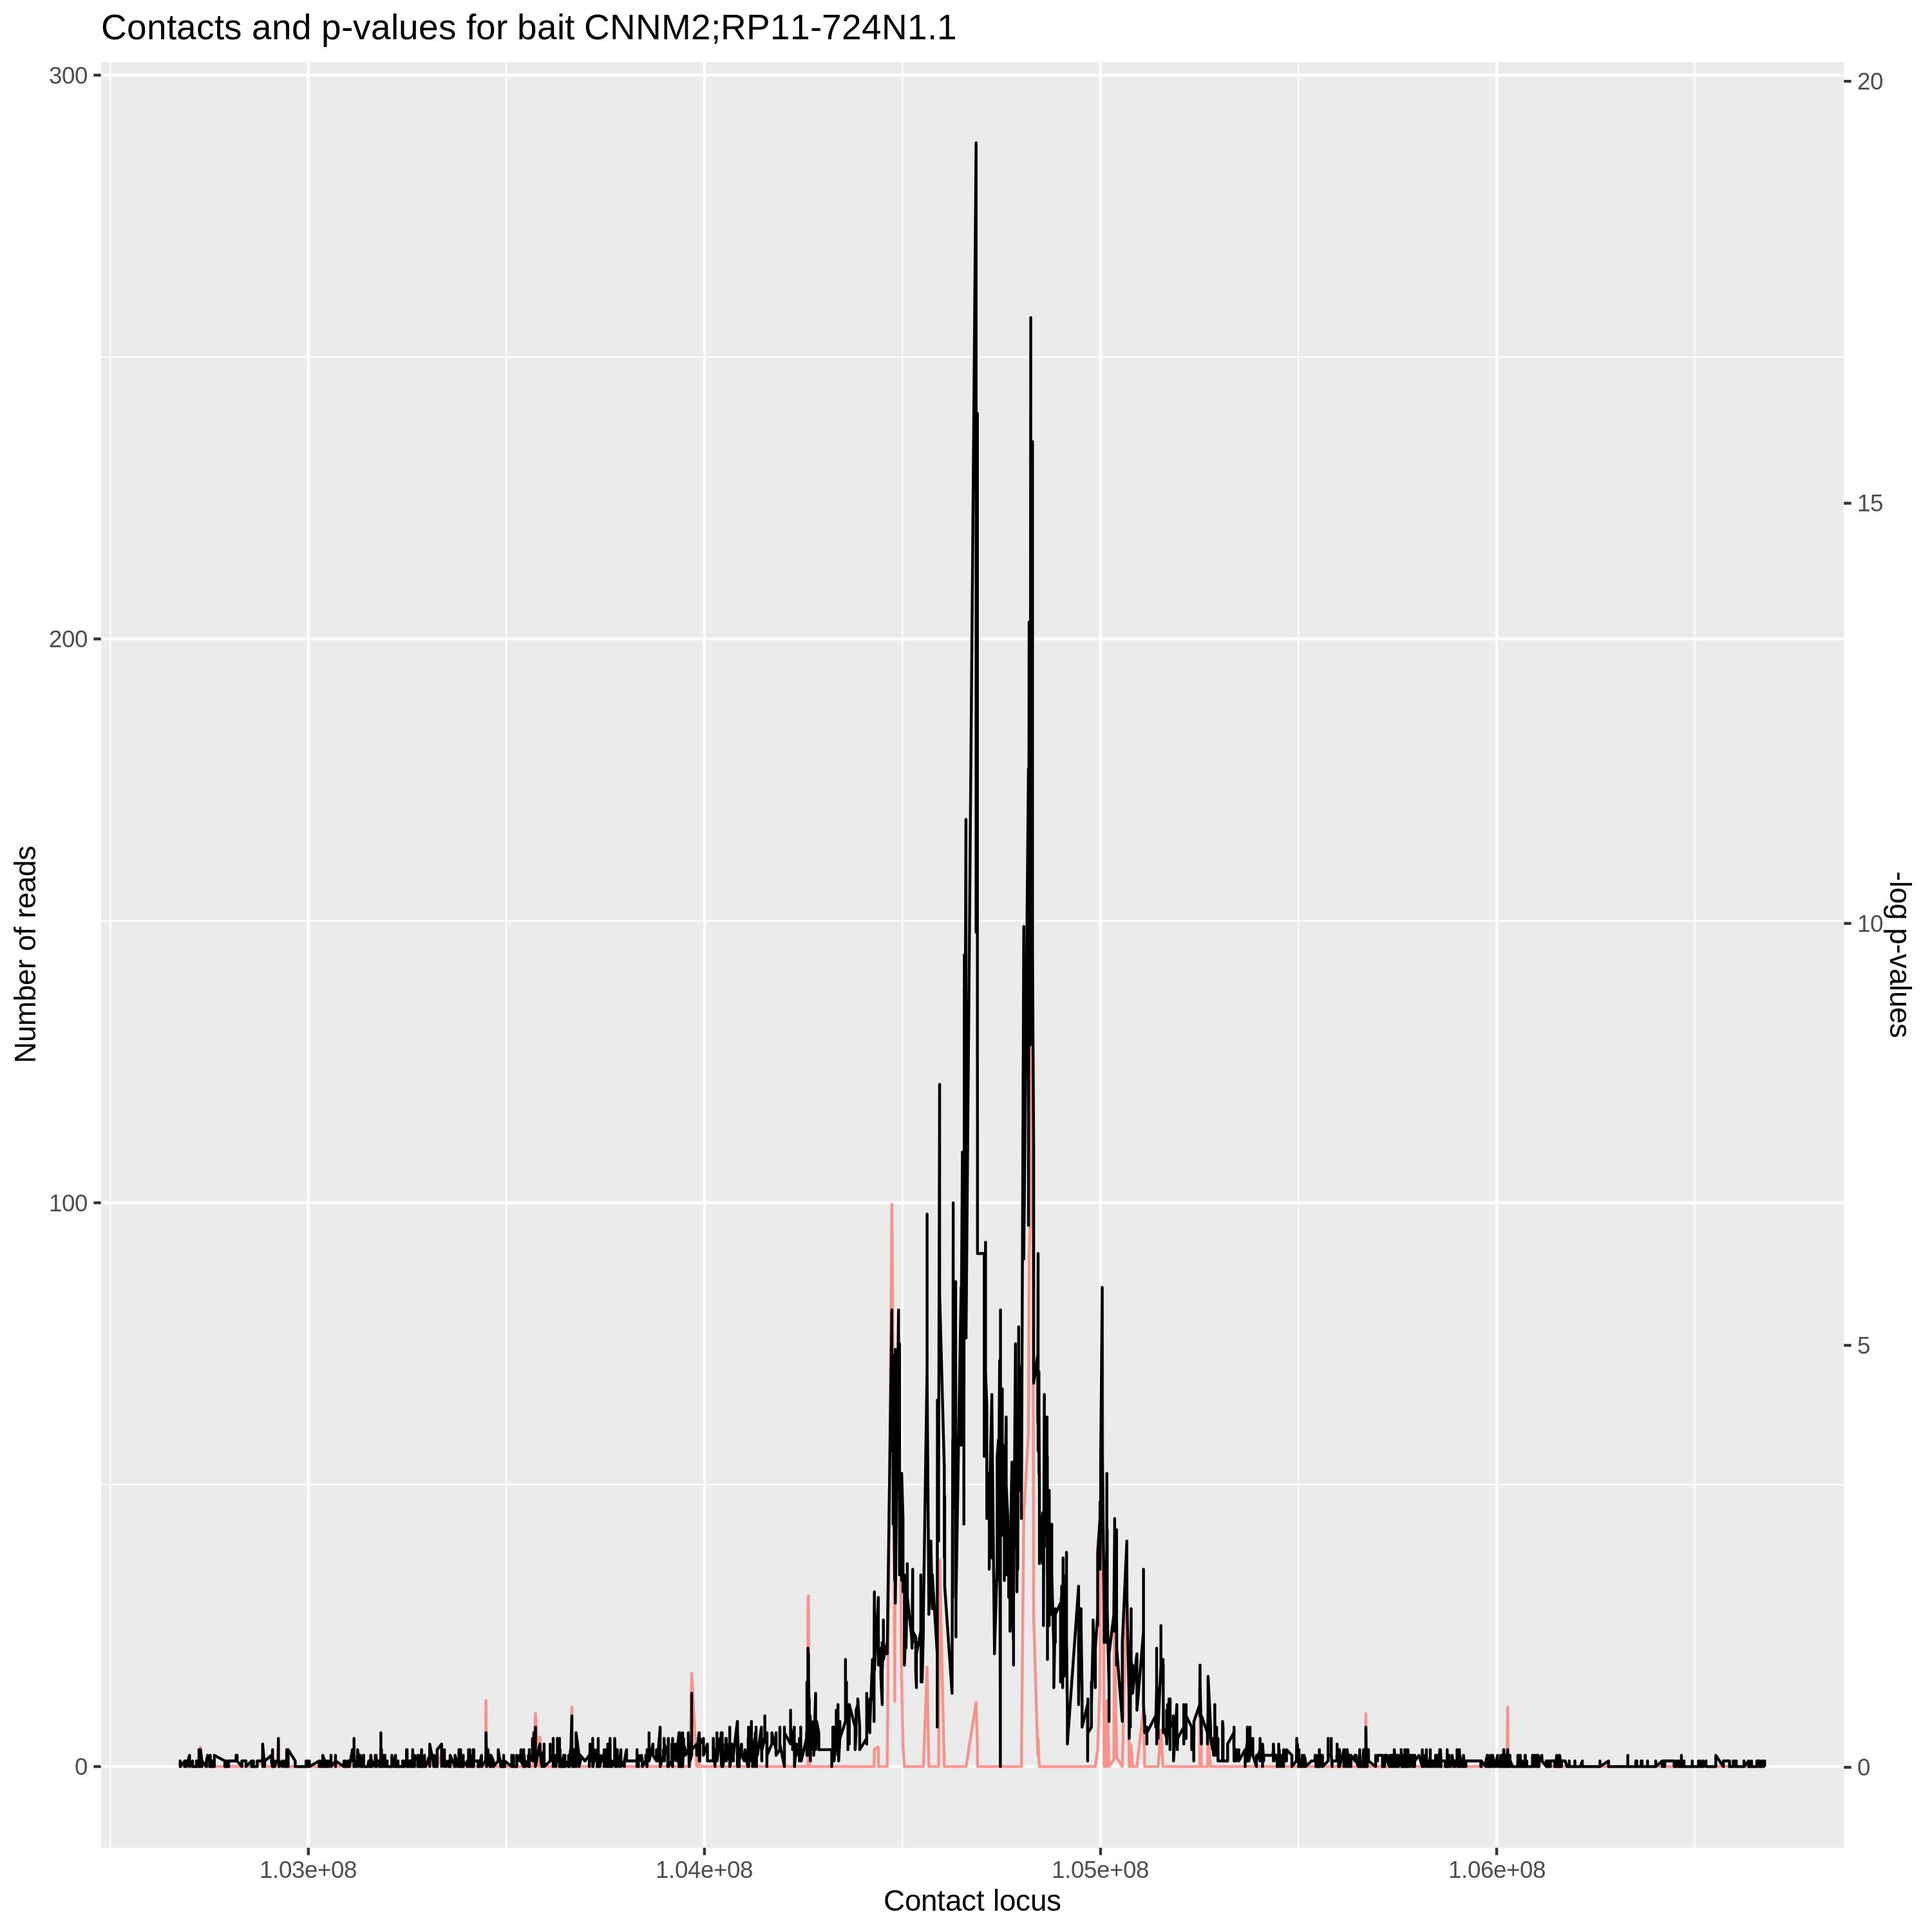 Contacts and p-values for bait CNNM2;RP11-724N1.1
300
200
100
0
Number of reads
20
15
10
5
0
-log p-values
1.03e+08
1.04e+08
1.05e+08
1.06e+08
Contact locus